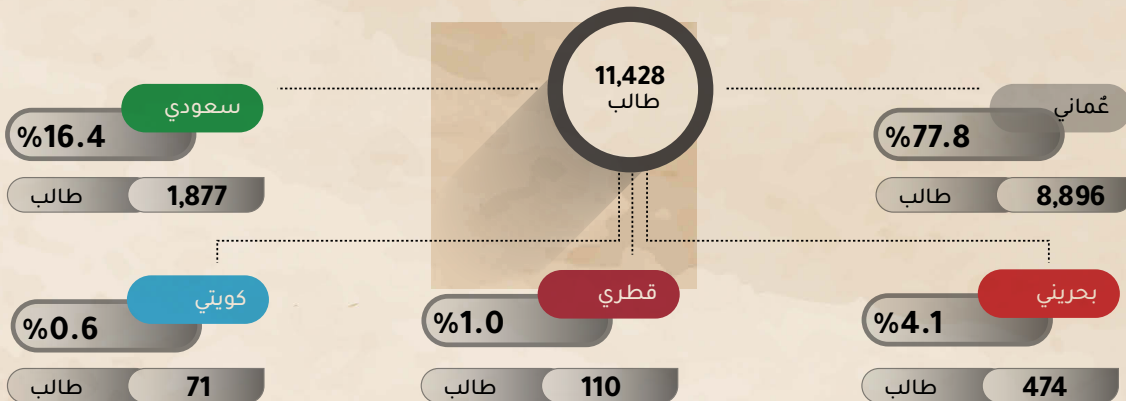 11,428
طالب
عُماني
%77.8
8,896 طالب
سعودي
%16.4
1,877 طالب
بحريني
%4.1
474 طالب
قطري
%1.0
110 طالب
كويتي
%0.6
71 طالب